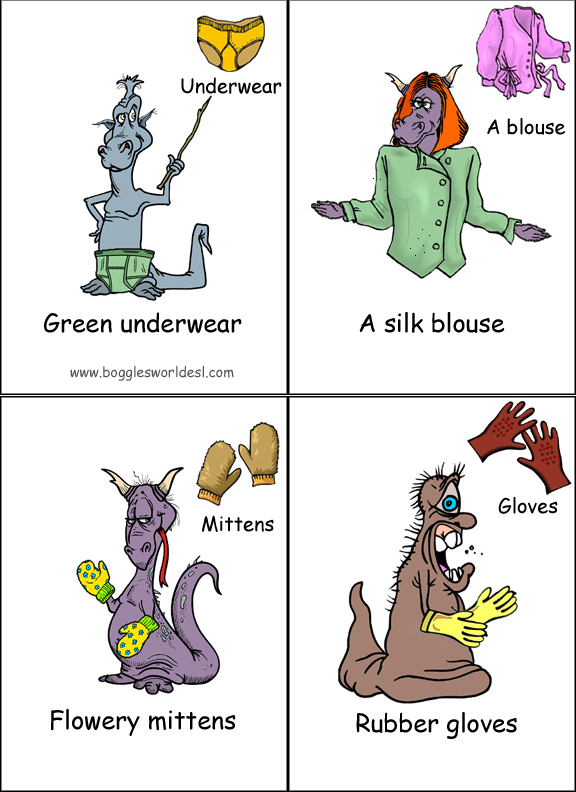 Underwear
Green underwear
www.bogglesworldesl.com
A blouse
A silk blouse
Mittens
Flowery mittens
Gloves
Rubber gloves